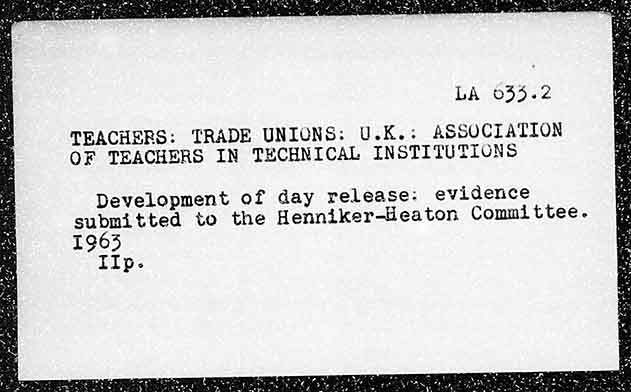 LA 633.2
TEACHERS: TRADE UNIONS: U.K.: ASSOCIATION
OF TEACHERS IN TECHNICAL INSTITUTIONS
Development of day release: evidence
submitted to the Henniker-Heaton Committee.
I963
IIp.